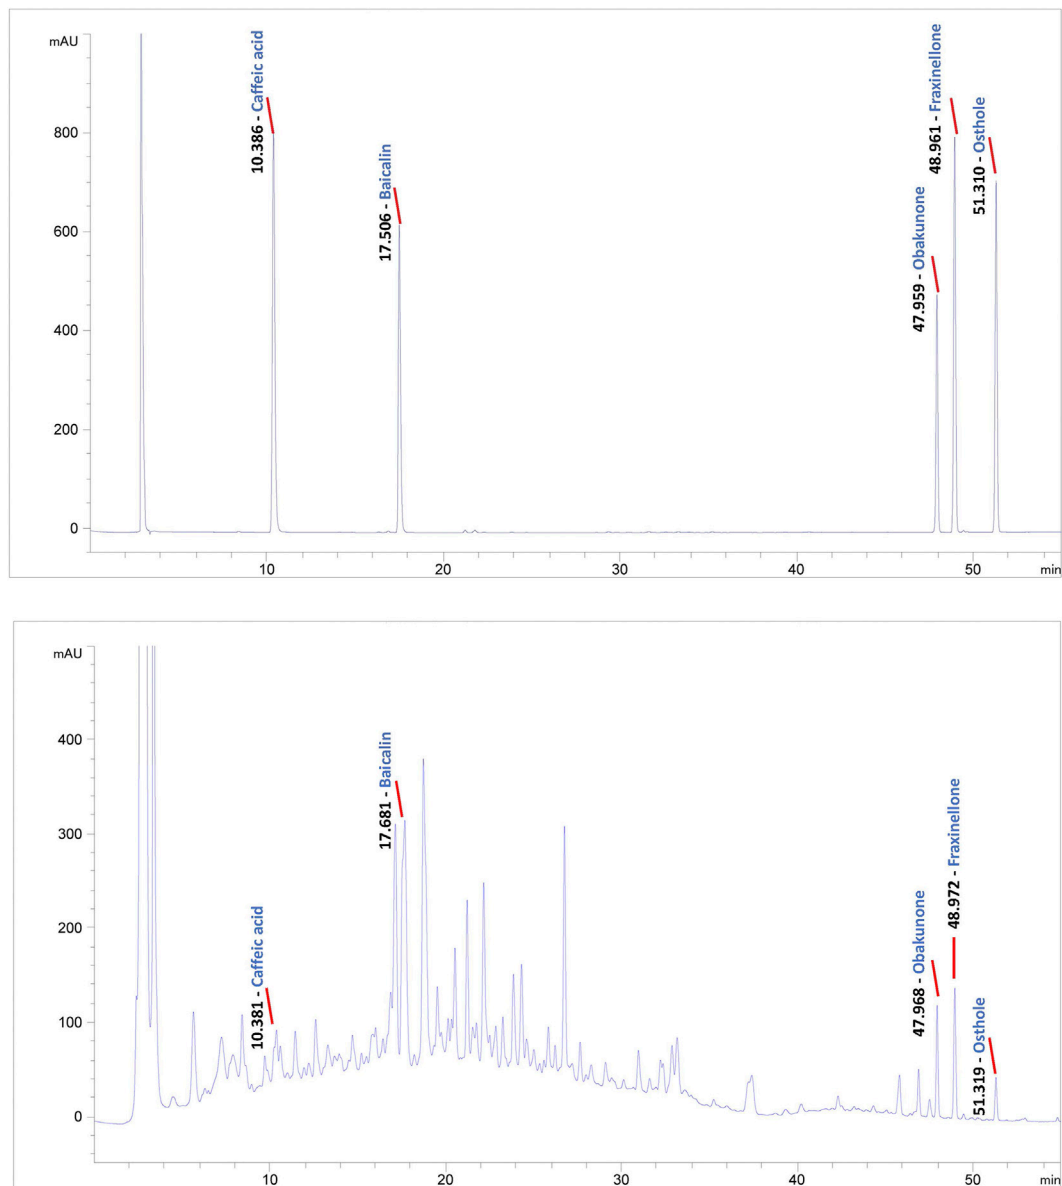 mAU
800
600
400
200
0
10.386 - Caffeic acid
17.506 - Baicalin
47.959 - Obakunone
48.961 - Fraxinellone
51.310 - Osthole
10
20
30
40
50
min
mAU
400
300
200
100
0
10.381 - Caffeic acid
17.681 - Baicalin
47.968 - Obakunone
48.972 - Fraxinellone
51.319 - Osthole
10
20
30
40
50
min